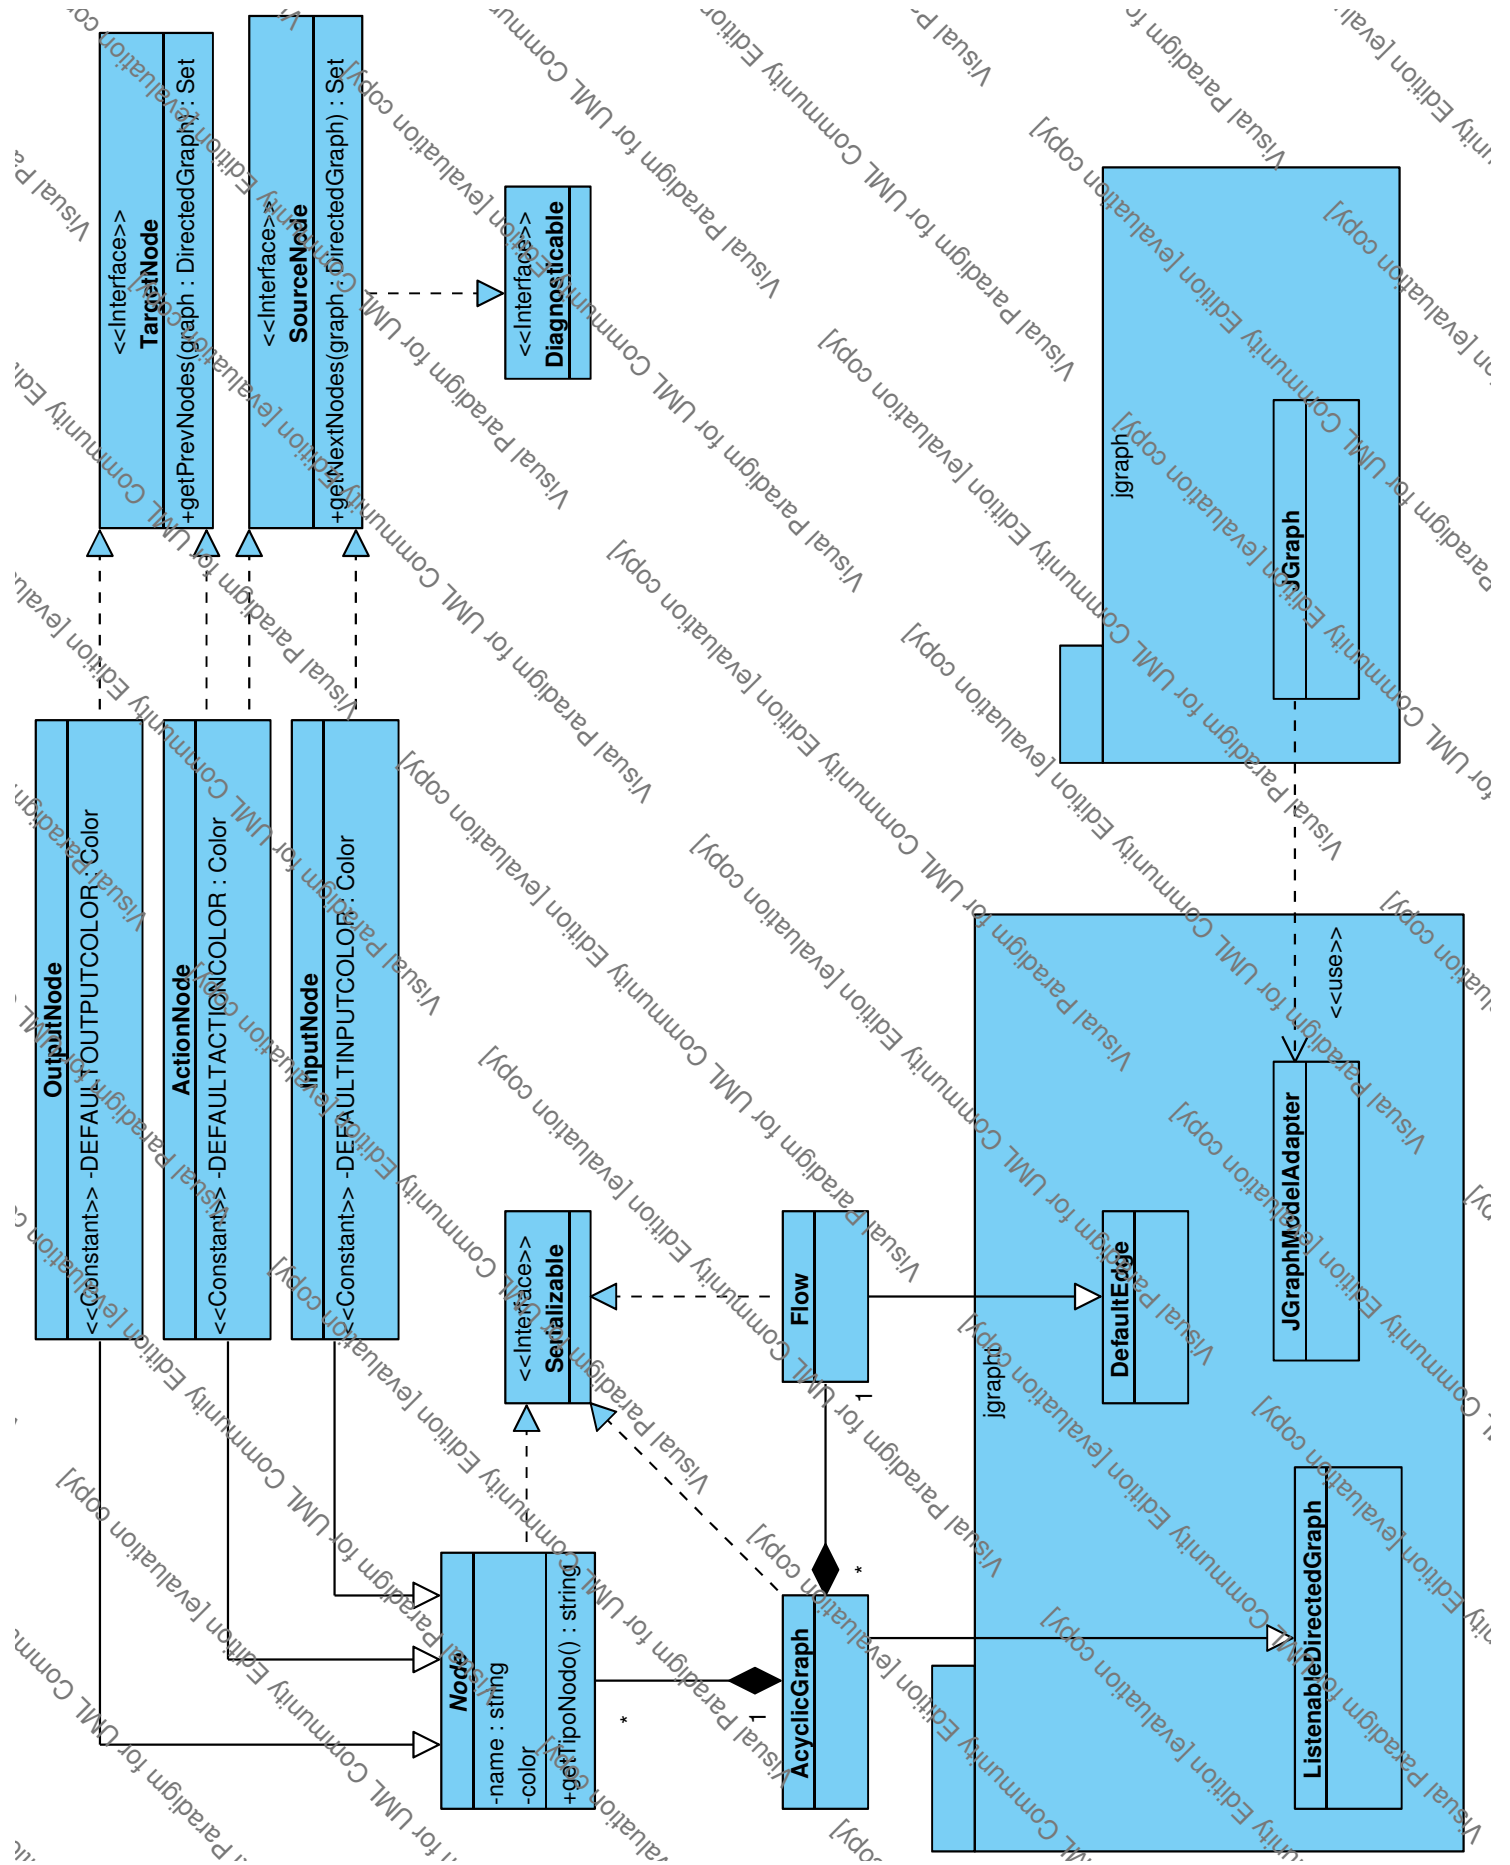 <<Interface>>
TargetNode
+getPrevNodes(graph : DirectedGraph) : Set
<<Interface>>
SourceNode
+getNextNodes(graph : DirectedGraph) : Set
<<Interface>>
Diagnosticable
OutputNode
<<Constant>> -DEFAULTOUTPUTCOLOR : Color
ActionNode
<<Constant>> -DEFAULTACTIONCOLOR : Color
InputNode
<<Constant>> -DEFAULTINPUTCOLOR : Color
<<Interface>>
Serializable
Node
-name : string
-color
+getTipoNodo() : string
*
1
AcyclicGraph
*
1
Flow
jgrapht
DefaultEdge
JGraphModelAdapter
ListenableDirectedGraph
<<use>>
jgraph
JGraph
Visual Paradigm for UML Community Edition [evaluation copy]